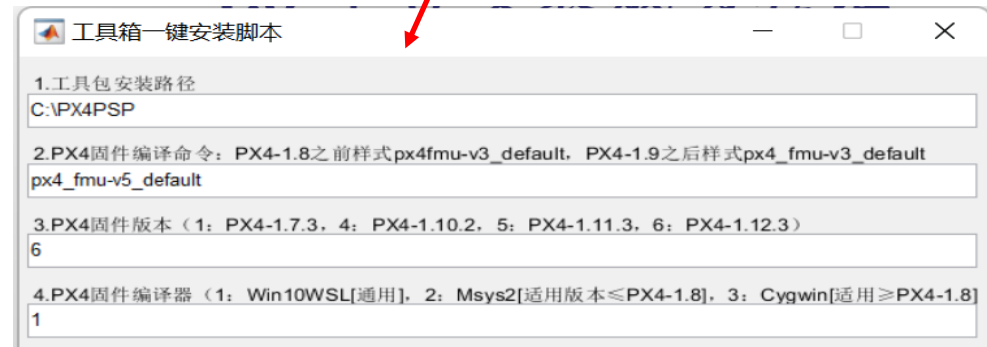 工具箱一键安装脚本
1.工具包安装路径
C:\PX4PSP
2.PX4固件编译命令：PX4-1.8之前样式px4fmu-v3_default，PX4-1.9之后样式px4_fmu-v3_default
px4_fmu-v5_default
3.PX4固件版本（1：PX4-1.7.3，4：PX4-1.10.2，5：PX4-1.11.3，6：PX4-1.12.3）
6
4.PX4固件编译器（1：Win10WSL[通用]，2：Msys2[适用版本≤PX4-1.8]，3：Cygwin[适用≥PX4-1.8]
1